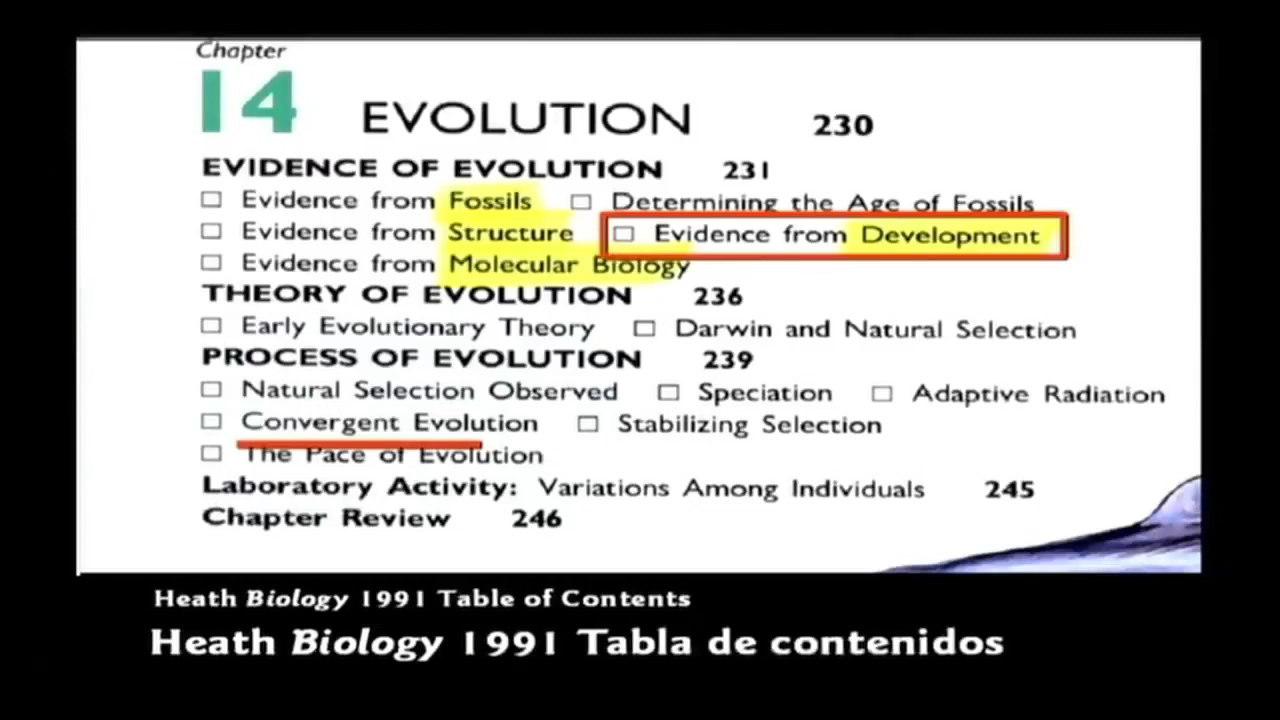 Chapter
14 EVOLUTION 230
EVIDENCE OF EVOLUTION 231
□ Evidence from Fossils □ Determining the Age of Fossils
□ Evidence from Structure □ Evidence from Development
□ Evidence from Molecular Biology
THEORY OF EVOLUTION 236
□ Early Evolutionary Theory □ Darwin and Natural Selection
PROCESS OF EVOLUTION 239
□ Natural Selection Observed □ Speciation □ Adaptive Radiation
□ Convergent Evolution □ Stabilizing Selection
□ The Pace of Evolution
Laboratory Activity: Variations Among Individuals 245
Chapter Review 246
Heath Biology 1991 Table of Contents
Heath Biology 1991 Tabla de contenidos